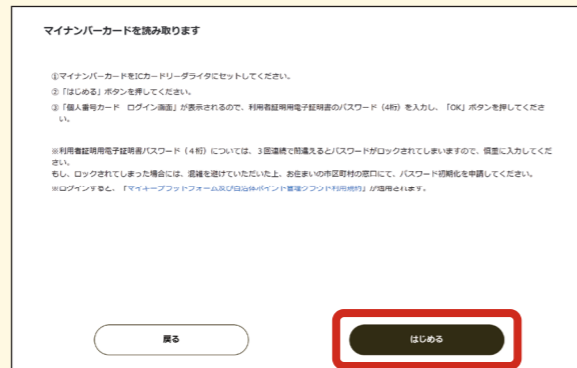 マイナンバーカードを読み取ります
①マイナンバーカードをICカードリーダライタにセットしてください。
②「はじめる」ボタンを押してください。
③「個人番号カード ログイン画面」が表示されるので、利用者証明用電子証明書のパスワード（4桁）を入力し、「OK」ボタンを押してくださ
い。
※利用者証明用電子証明書パスワード（４桁）については、３回連続で間違えるとパスワードがロックされてしまいますので、慎重に入力してくだ
さい。
もし、ロックされてしまった場合には、混雑を避けていただいた上、お住まいの市区町村の窓口にて、パスワード初期化を申請してください。
※ログインすると、「マイキープラットフォーム及び自治体ポイント管理クラウド利用規約」が適用されます。
戻る
はじめる